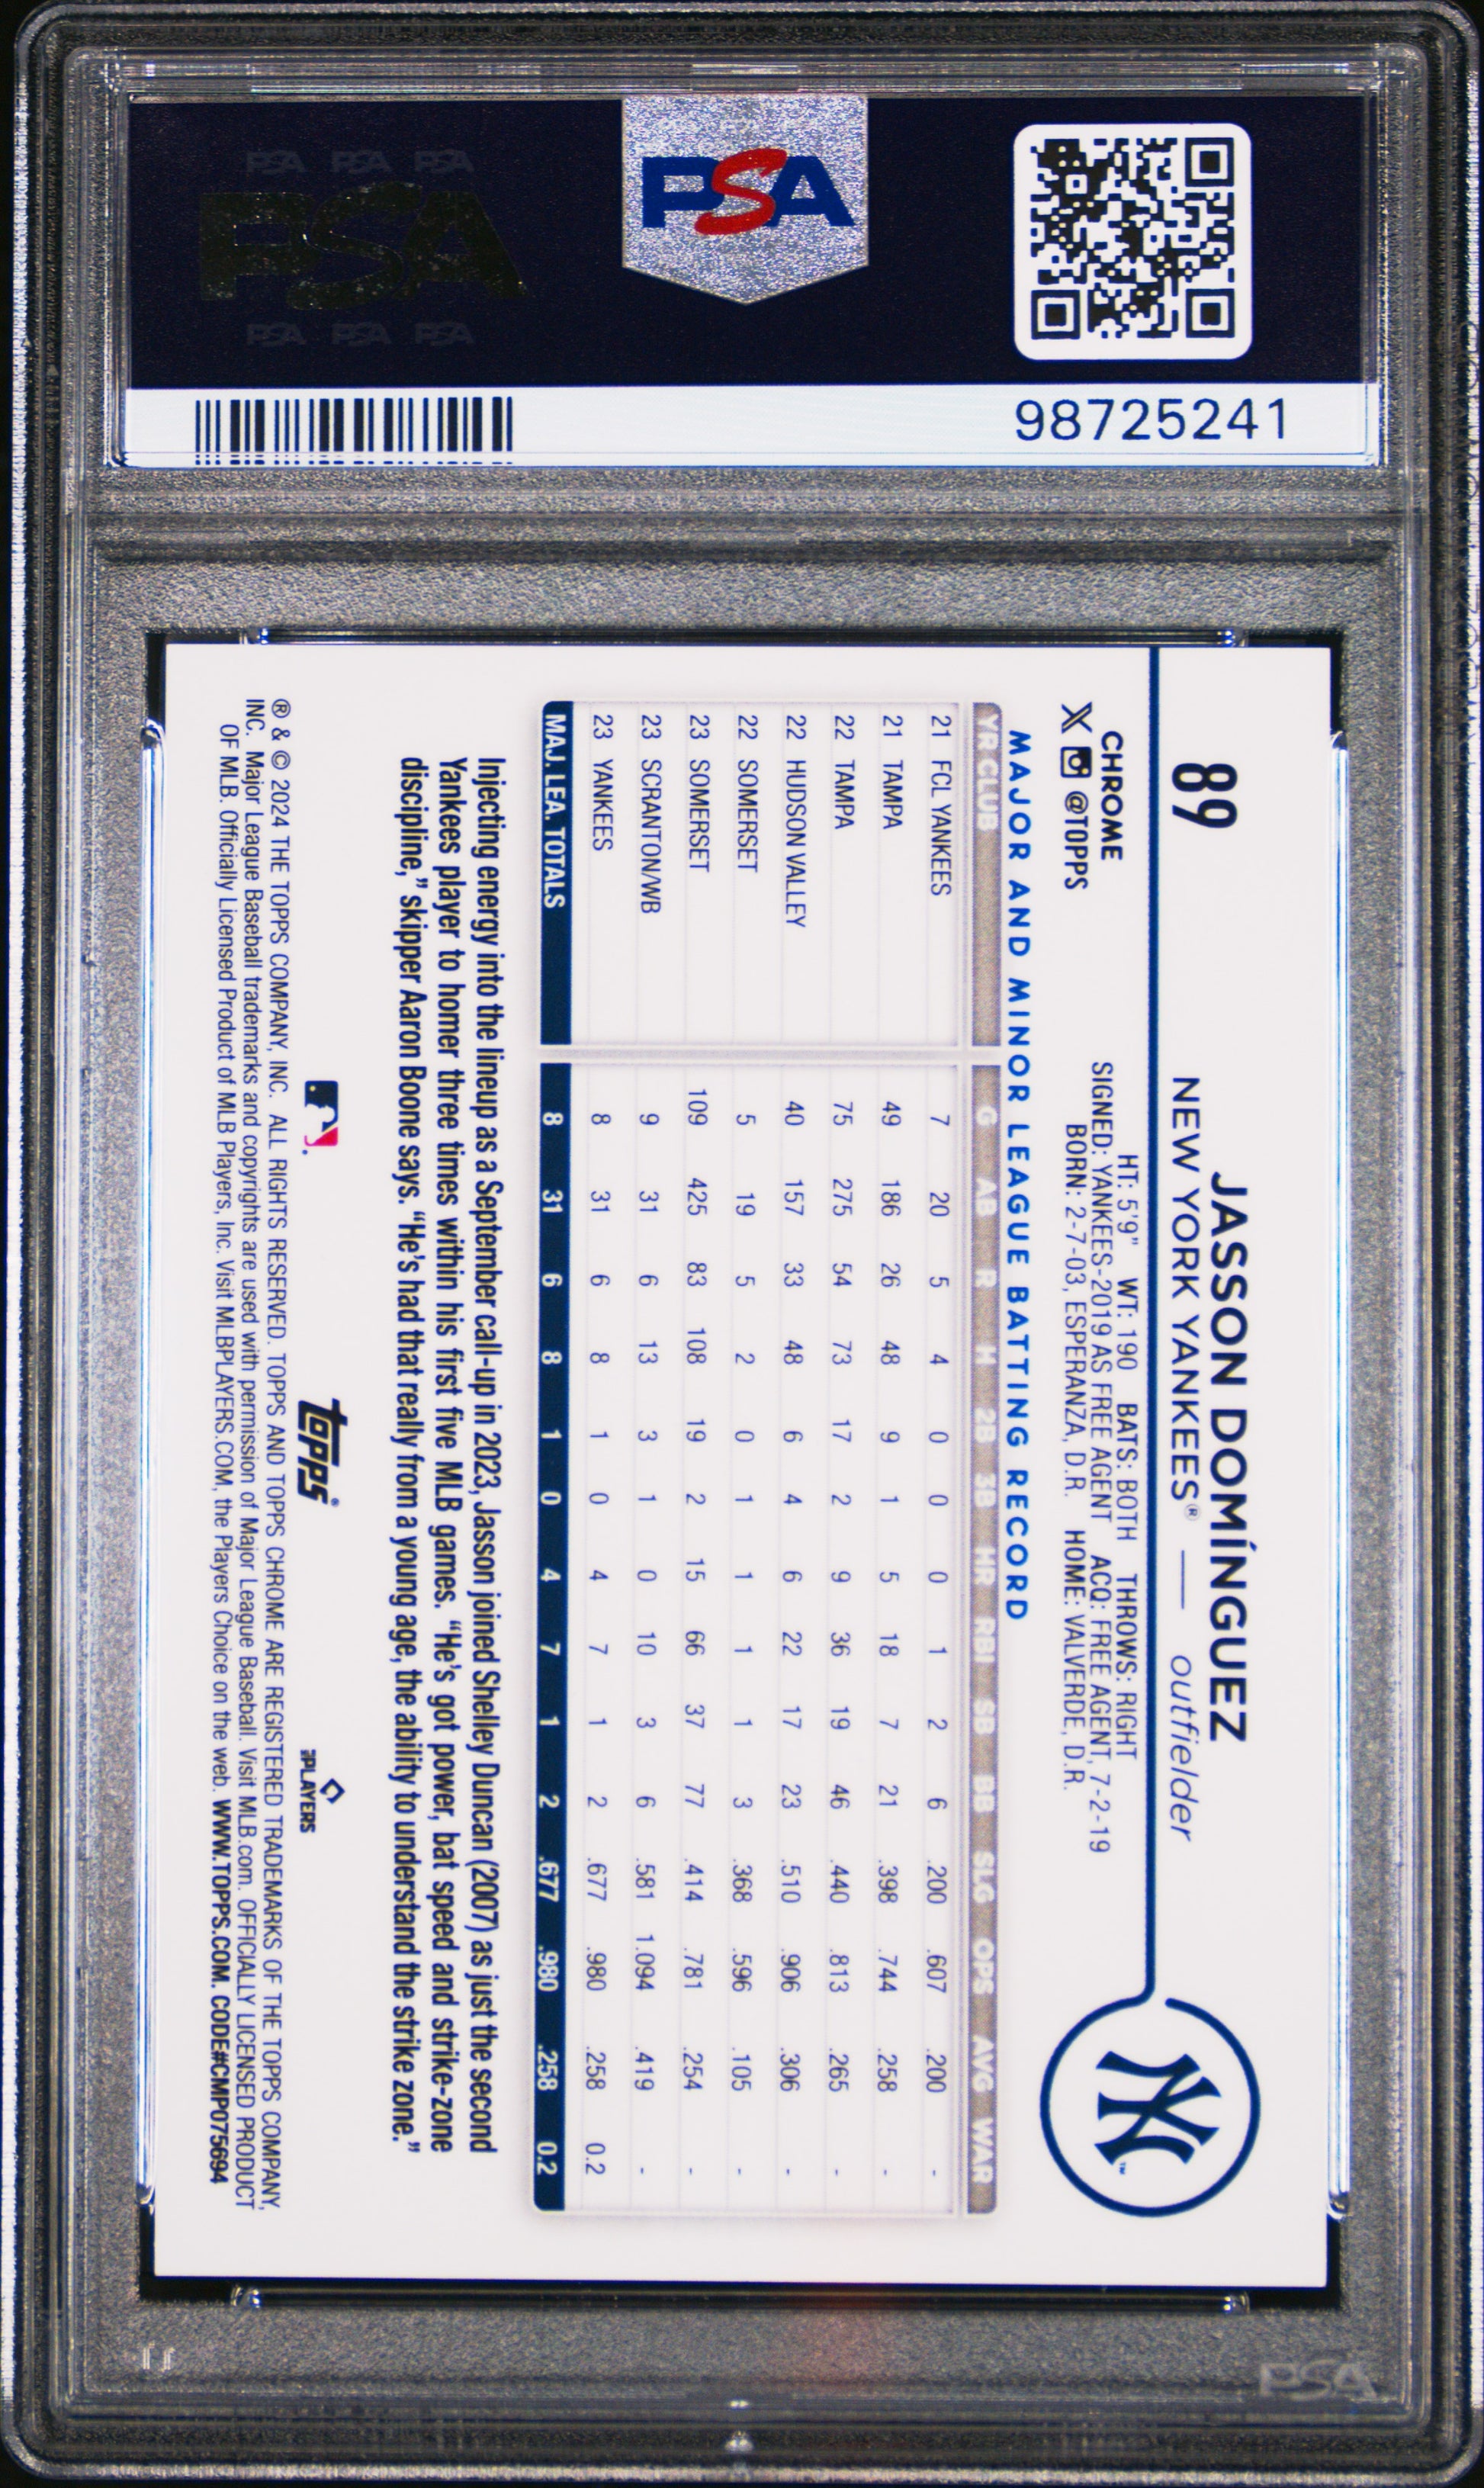 PSA PSA PSA
PSA
PSA PSA PSA
PSA
98725241
89
JASSON DOMÍNGUEZ
NEW YORK YANKEES® — outfielder
CHROME
X @TOPPS
HT: 5'9" WT: 190 BATS: BOTH THROWS: RIGHT
SIGNED: YANKEES-2019 AS FREE AGENT ACQ: FREE AGENT, 7-2-19
BORN: 2-7-03, ESPERANZA, D.R. HOME: VALVERDE, D.R.
NY™
MAJOR AND MINOR LEAGUE BATTING RECORD
YR CLUB G AB R H 2B 3B HR RBI SB BB SLG OPS AVG WAR
21 FCL YANKEES 7 20 5 4 0 0 0 1 2 6 .200 .607 .200 -
21 TAMPA 49 186 26 48 9 1 5 18 7 21 .398 .744 .258 -
22 TAMPA 75 275 54 73 17 2 9 36 19 46 .440 .813 .265 -
22 HUDSON VALLEY 40 157 33 48 6 4 6 22 17 23 .510 .906 .306 -
22 SOMERSET 5 19 5 2 0 1 1 1 1 3 .368 .596 .105 -
23 SOMERSET 109 425 83 108 19 2 15 66 37 77 .414 .781 .254 -
23 SCRANTON/WB 9 31 6 13 3 1 0 10 3 6 .581 1.094 .419 -
23 YANKEES 8 31 6 8 1 0 4 7 1 2 .677 .980 .258 0.2
MAJ. LEA. TOTALS 8 31 6 8 1 0 4 7 1 2 .677 .980 .258 0.2
Injecting energy into the lineup as a September call-up in 2023, Jasson joined Shelley Duncan (2007) as just the second
Yankees player to homer three times within his first five MLB games. “He's got power, bat speed and strike-zone
discipline,” skipper Aaron Boone says. “He's had that really from a young age, the ability to understand the strike zone.”
topps®
PLAYERS
® & © 2024 THE TOPPS COMPANY, INC. ALL RIGHTS RESERVED. TOPPS AND TOPPS CHROME ARE REGISTERED TRADEMARKS OF THE TOPPS COMPANY,
INC. Major League Baseball trademarks and copyrights are used with permission of Major League Baseball. Visit MLB.com. OFFICIALLY LICENSED PRODUCT
OF MLB. Officially Licensed Product of MLB Players, Inc. Visit MLBPLAYERS.COM, the Players Choice on the web. WWW.TOPPS.COM. CODE#CMP075694
PSA